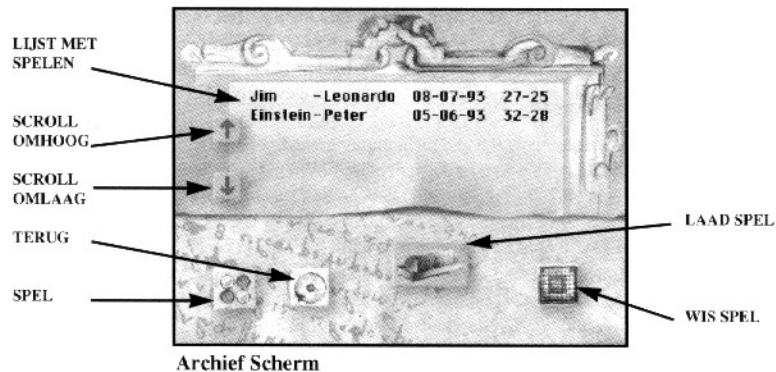 LIJST MET
SPELEN
Jim -Leonardo 08-07-93 27-25
Einstein-Peter 05-06-93 32-28
SCROLL
OMHOOG
SCROLL
OMLAAG
TERUG
LAAD SPEL
SPEL
WIS SPEL
Archief Scherm